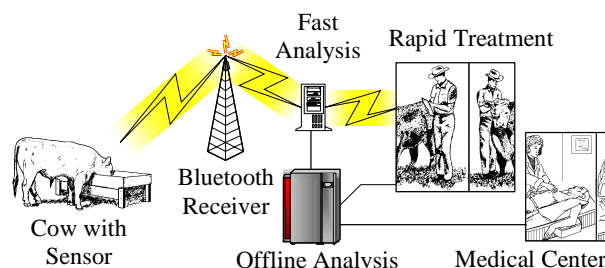 Fast
Analysis
Rapid Treatment
Bluetooth
Receiver
Cow with
Sensor
Offline Analysis
Medical Center